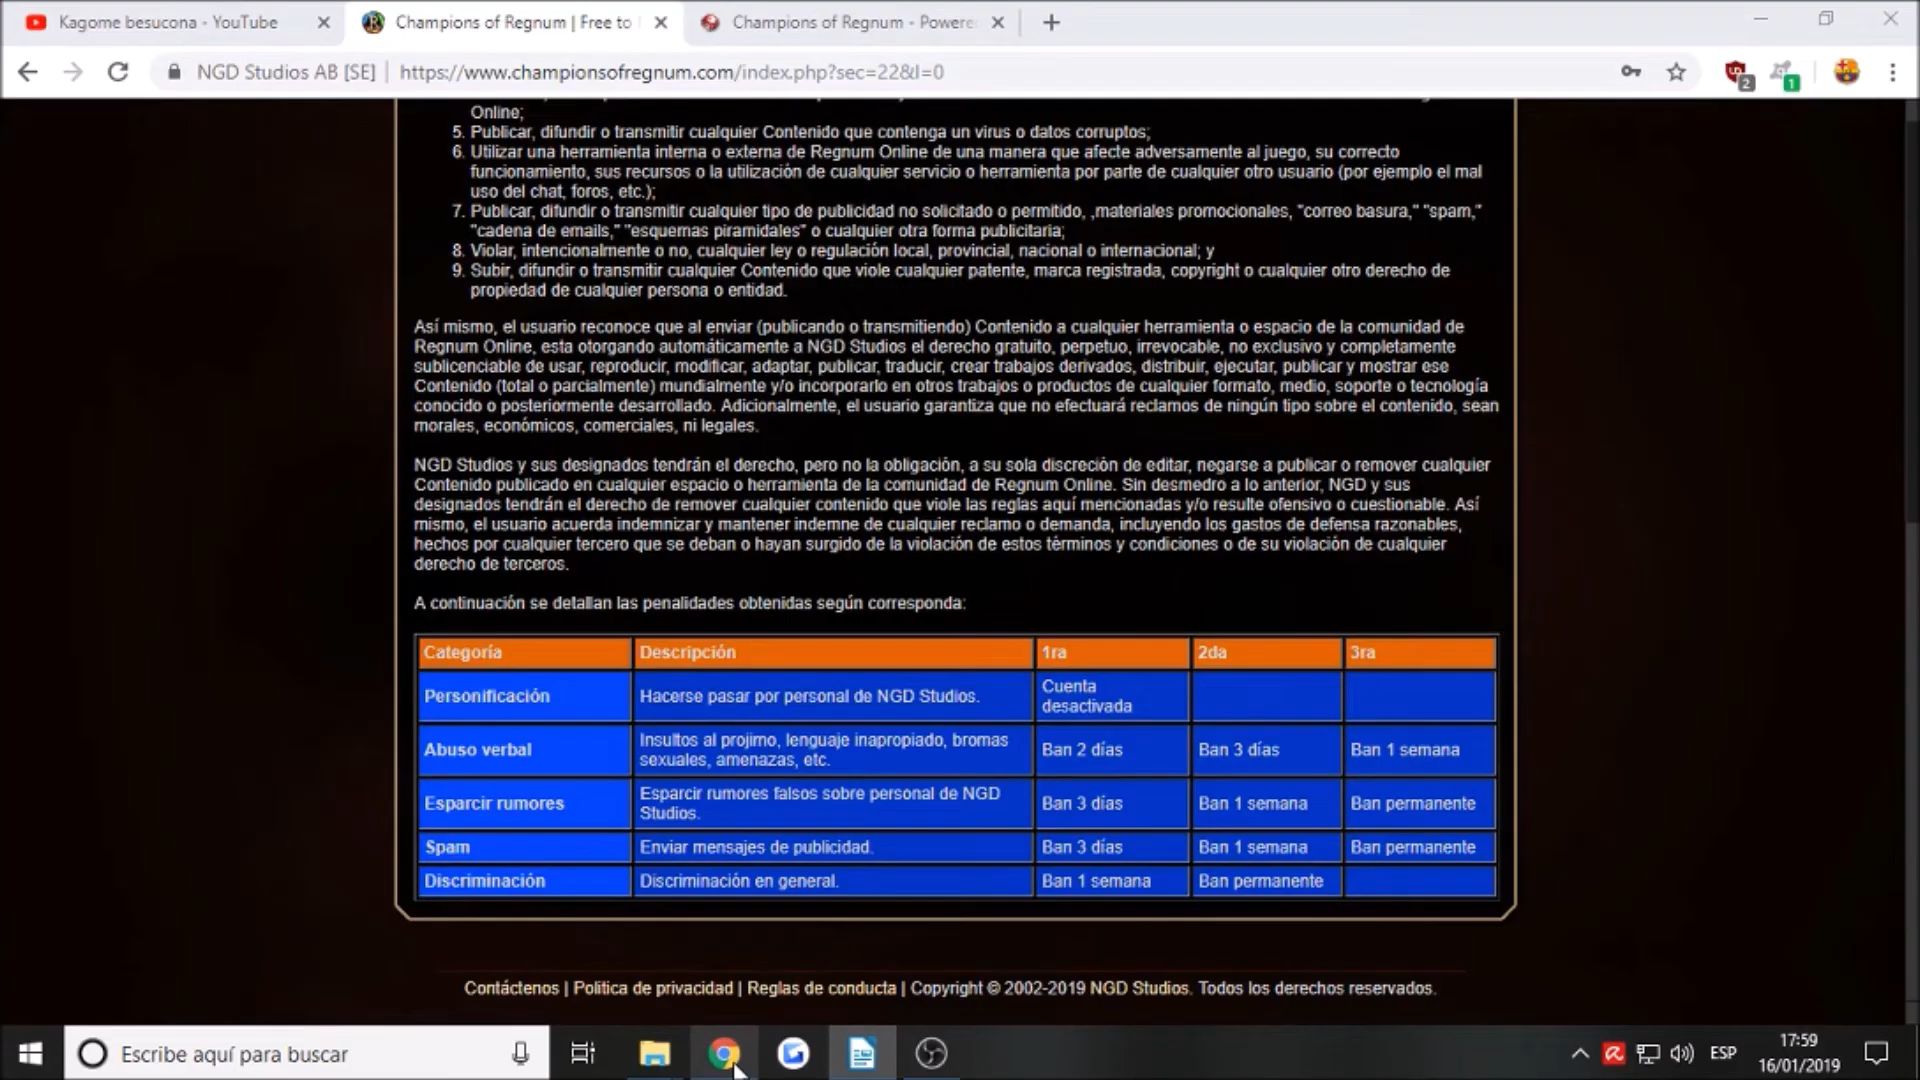 Kagome besucona - YouTube
Champions of Regnum | Free to
Champions of Regnum - Powere
NGD Studios AB [SE] | https://www.championsofregnum.com/index.php?sec=22&l=0
2
1
Online;
5. Publicar, difundir o transmitir cualquier Contenido que contenga un virus o datos corruptos;
6. Utilizar una herramienta interna o externa de Regnum Online de una manera que afecte adversamente al juego, su correcto
funcionamiento, sus recursos o la utilización de cualquier servicio o herramienta por parte de cualquier otro usuario (por ejemplo el mal
uso del chat, foros, etc.);
7. Publicar, difundir o transmitir cualquier tipo de publicidad no solicitado o permitido, ,materiales promocionales, "correo basura," "spam,"
"cadena de emails," "esquemas piramidales" o cualquier otra forma publicitaria;
8. Violar, intencionalmente o no, cualquier ley o regulación local, provincial, nacional o internacional; y
9. Subir, difundir o transmitir cualquier Contenido que viole cualquier patente, marca registrada, copyright o cualquier otro derecho de
propiedad de cualquier persona o entidad.
Así mismo, el usuario reconoce que al enviar (publicando o transmitiendo) Contenido a cualquier herramienta o espacio de la comunidad de
Regnum Online, esta otorgando automáticamente a NGD Studios el derecho gratuito, perpetuo, irrevocable, no exclusivo y completamente
sublicenciable de usar, reproducir, modificar, adaptar, publicar, traducir, crear trabajos derivados, distribuir, ejecutar, publicar y mostrar ese
Contenido (total o parcialmente) mundialmente y/o incorporarlo en otros trabajos o productos de cualquier formato, medio, soporte o tecnología
conocido o posteriormente desarrollado. Adicionalmente, el usuario garantiza que no efectuará reclamos de ningún tipo sobre el contenido, sean
morales, económicos, comerciales, ni legales.
NGD Studios y sus designados tendrán el derecho, pero no la obligación, a su sola discreción de editar, negarse a publicar o remover cualquier
Contenido publicado en cualquier espacio o herramienta de la comunidad de Regnum Online. Sin desmedro a lo anterior, NGD y sus
designados tendrán el derecho de remover cualquier contenido que viole las reglas aquí mencionadas y/o resulte ofensivo o cuestionable. Así
mismo, el usuario acuerda indemnizar y mantener indemne de cualquier reclamo o demanda, incluyendo los gastos de defensa razonables,
hechos por cualquier tercero que se deban o hayan surgido de la violación de estos términos y condiciones o de su violación de cualquier
derecho de terceros.
A continuación se detallan las penalidades obtenidas según corresponda:
Categoría Descripción 1ra 2da 3ra
Personificación Hacerse pasar por personal de NGD Studios. Cuenta
desactivada
Abuso verbal Insultos al projimo, lenguaje inapropiado, bromas
sexuales, amenazas, etc. Ban 2 días Ban 3 días Ban 1 semana
Esparcir rumores Esparcir rumores falsos sobre personal de NGD
Studios. Ban 3 días Ban 1 semana Ban permanente
Spam Enviar mensajes de publicidad. Ban 3 días Ban 1 semana Ban permanente
Discriminación Discriminación en general. Ban 1 semana Ban permanente
Contáctenos | Politica de privacidad | Reglas de conducta | Copyright © 2002-2019 NGD Studios. Todos los derechos reservados.
Escribe aquí para buscar
ESP
17:59
16/01/2019